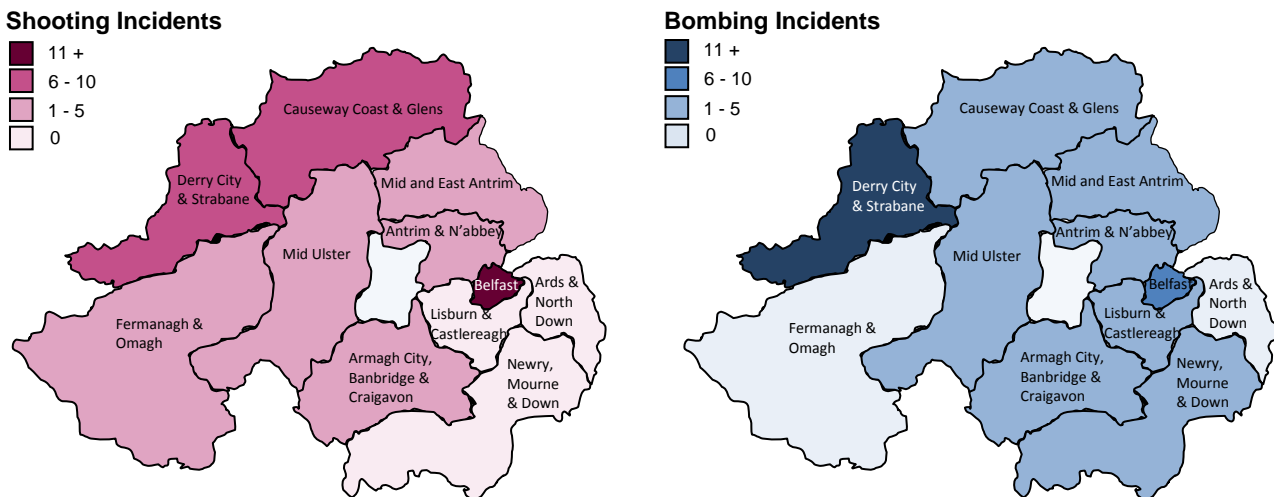 Shooting Incidents
11 +
6 - 10
1 - 5
0
Causeway Coast & Glens
Derry City
& Strabane
Mid and East Antrim
Antrim & N'abbey
Mid Ulster
Belfast
Ards &
North
Down
Lisburn &
Castlereagh
Fermanagh &
Omagh
Armagh City,
Banbridge &
Craigavon
Newry,
Mourne
& Down
Bombing Incidents
11 +
6 - 10
1 - 5
0
Causeway Coast & Glens
Derry City
& Strabane
Mid and East Antrim
Antrim & N'abbey
Mid Ulster
Belfast
Ards &
North
Down
Lisburn &
Castlereagh
Fermanagh &
Omagh
Armagh City,
Banbridge &
Craigavon
Newry,
Mourne
& Down